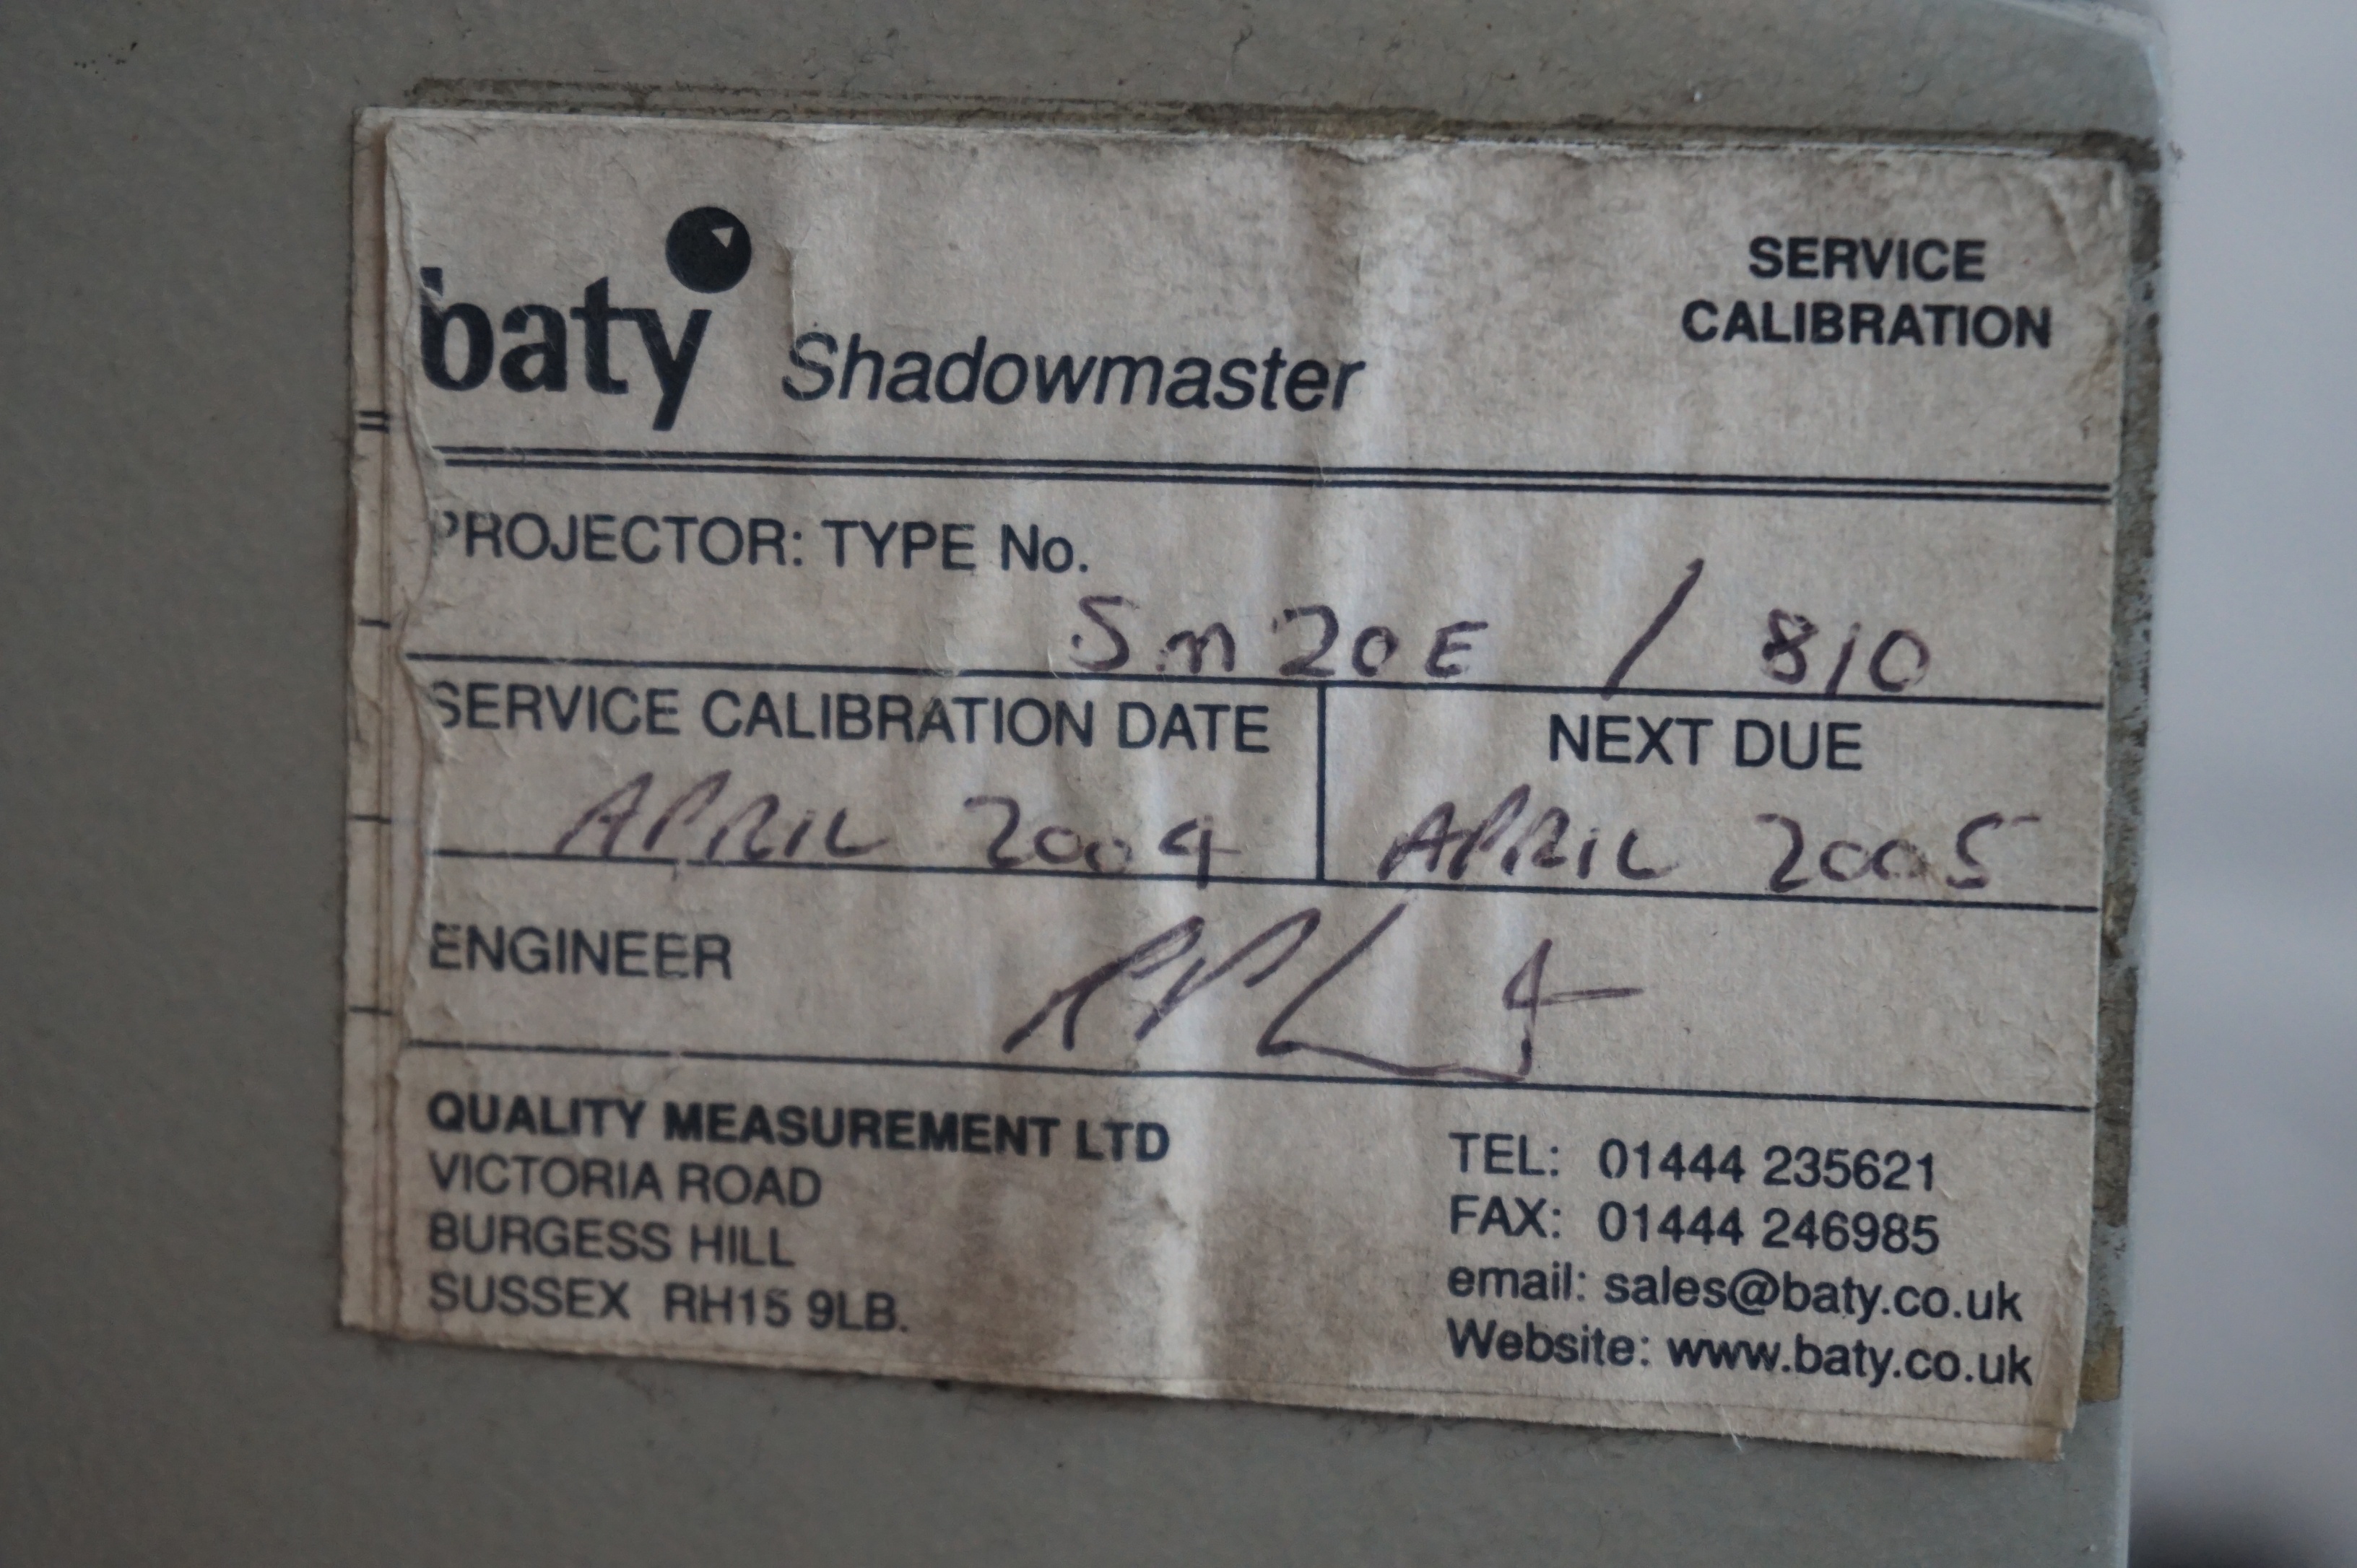 baty Shadowmaster
SERVICE
CALIBRATION
PROJECTOR: TYPE No.
SM20E / 810
SERVICE CALIBRATION DATE
APRIL 2004
NEXT DUE
APRIL 2005
ENGINEER
QUALITY MEASUREMENT LTD
VICTORIA ROAD
BURGESS HILL
SUSSEX RH15 9LB.
TEL: 01444 235621
FAX: 01444 246985
email: sales@baty.co.uk
Website: www.baty.co.uk